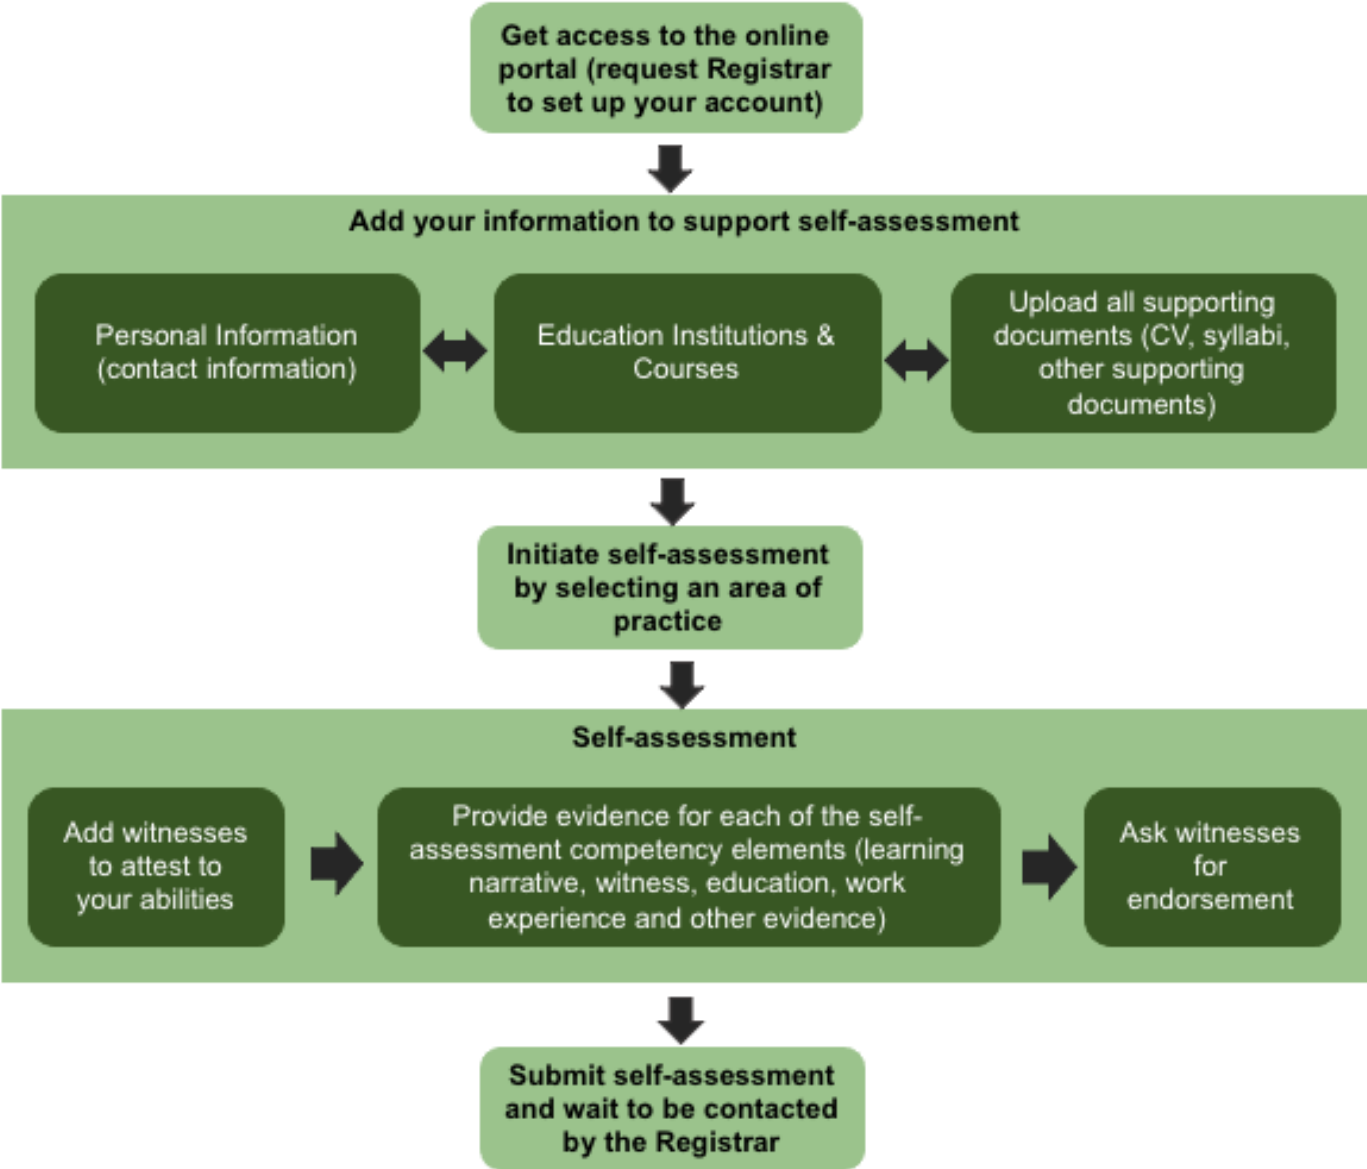 Get access to the online
portal (request Registrar
to set up your account)
Add your information to support self-assessment
Personal Information
(contact information)
Education Institutions &
Courses
Upload all supporting
documents (CV, syllabi,
other supporting
documents)
Initiate self-assessment
by selecting an area of
practice
Self-assessment
Add witnesses
to attest to
your abilities
Provide evidence for each of the self-
assessment competency elements (learning
narrative, witness, education, work
experience and other evidence)
Ask witnesses
for
endorsement
Submit self-assessment
and wait to be contacted
by the Registrar